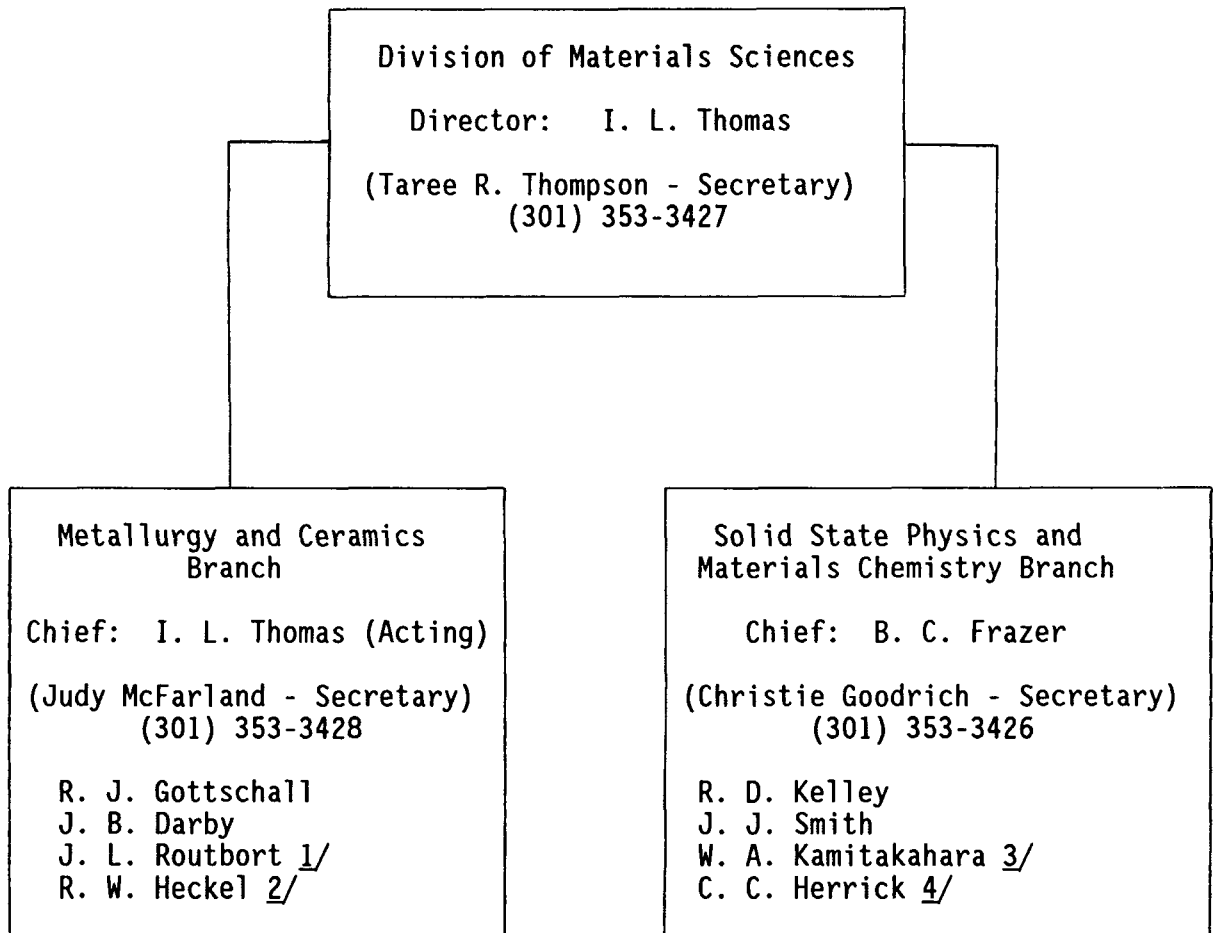 Division of Materials Sciences
Director: I. L. Thomas
(Taree R. Thompson - Secretary)
(301) 353-3427
Metallurgy and Ceramics
Branch
Chief: I. L. Thomas (Acting)
(Judy McFarland - Secretary)
(301) 353-3428
R. J. Gottschall
J. B. Darby
J. L. Routbort 1/
R. W. Heckel 2/
Solid State Physics and
Materials Chemistry Branch
Chief: B. C. Frazer
(Christie Goodrich - Secretary)
(301) 353-3426
R. D. Kelley
J. J. Smith
W. A. Kamitakahara 3/
C. C. Herrick 4/